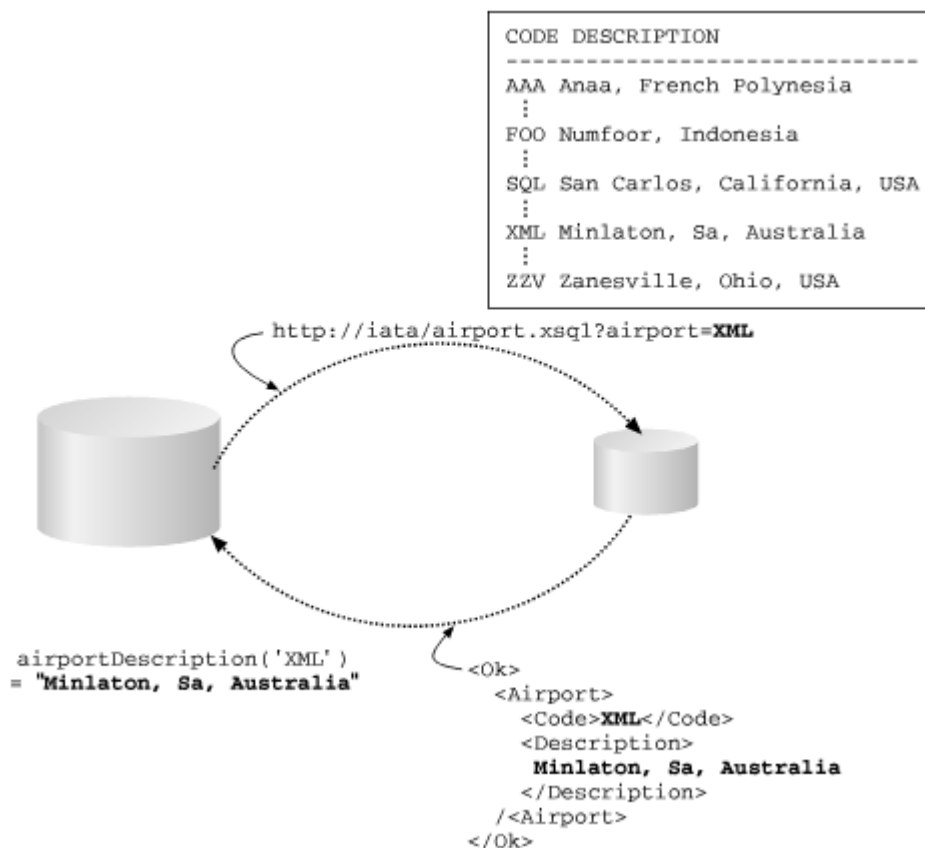 CODE DESCRIPTION
--------------------------------
AAA Anaa, French Polynesia
FOO Numfoor, Indonesia
SQL San Carlos, California, USA
XML Minlaton, Sa, Australia
ZZV Zanesville, Ohio, USA
http://iata/airport.xsql?airport=XML
airportDescription('XML')
= "Minlaton, Sa, Australia"
<Ok>
<Airport>
<Code>XML</Code>
<Description>
Minlaton, Sa, Australia
</Description>
/<Airport>
</Ok>